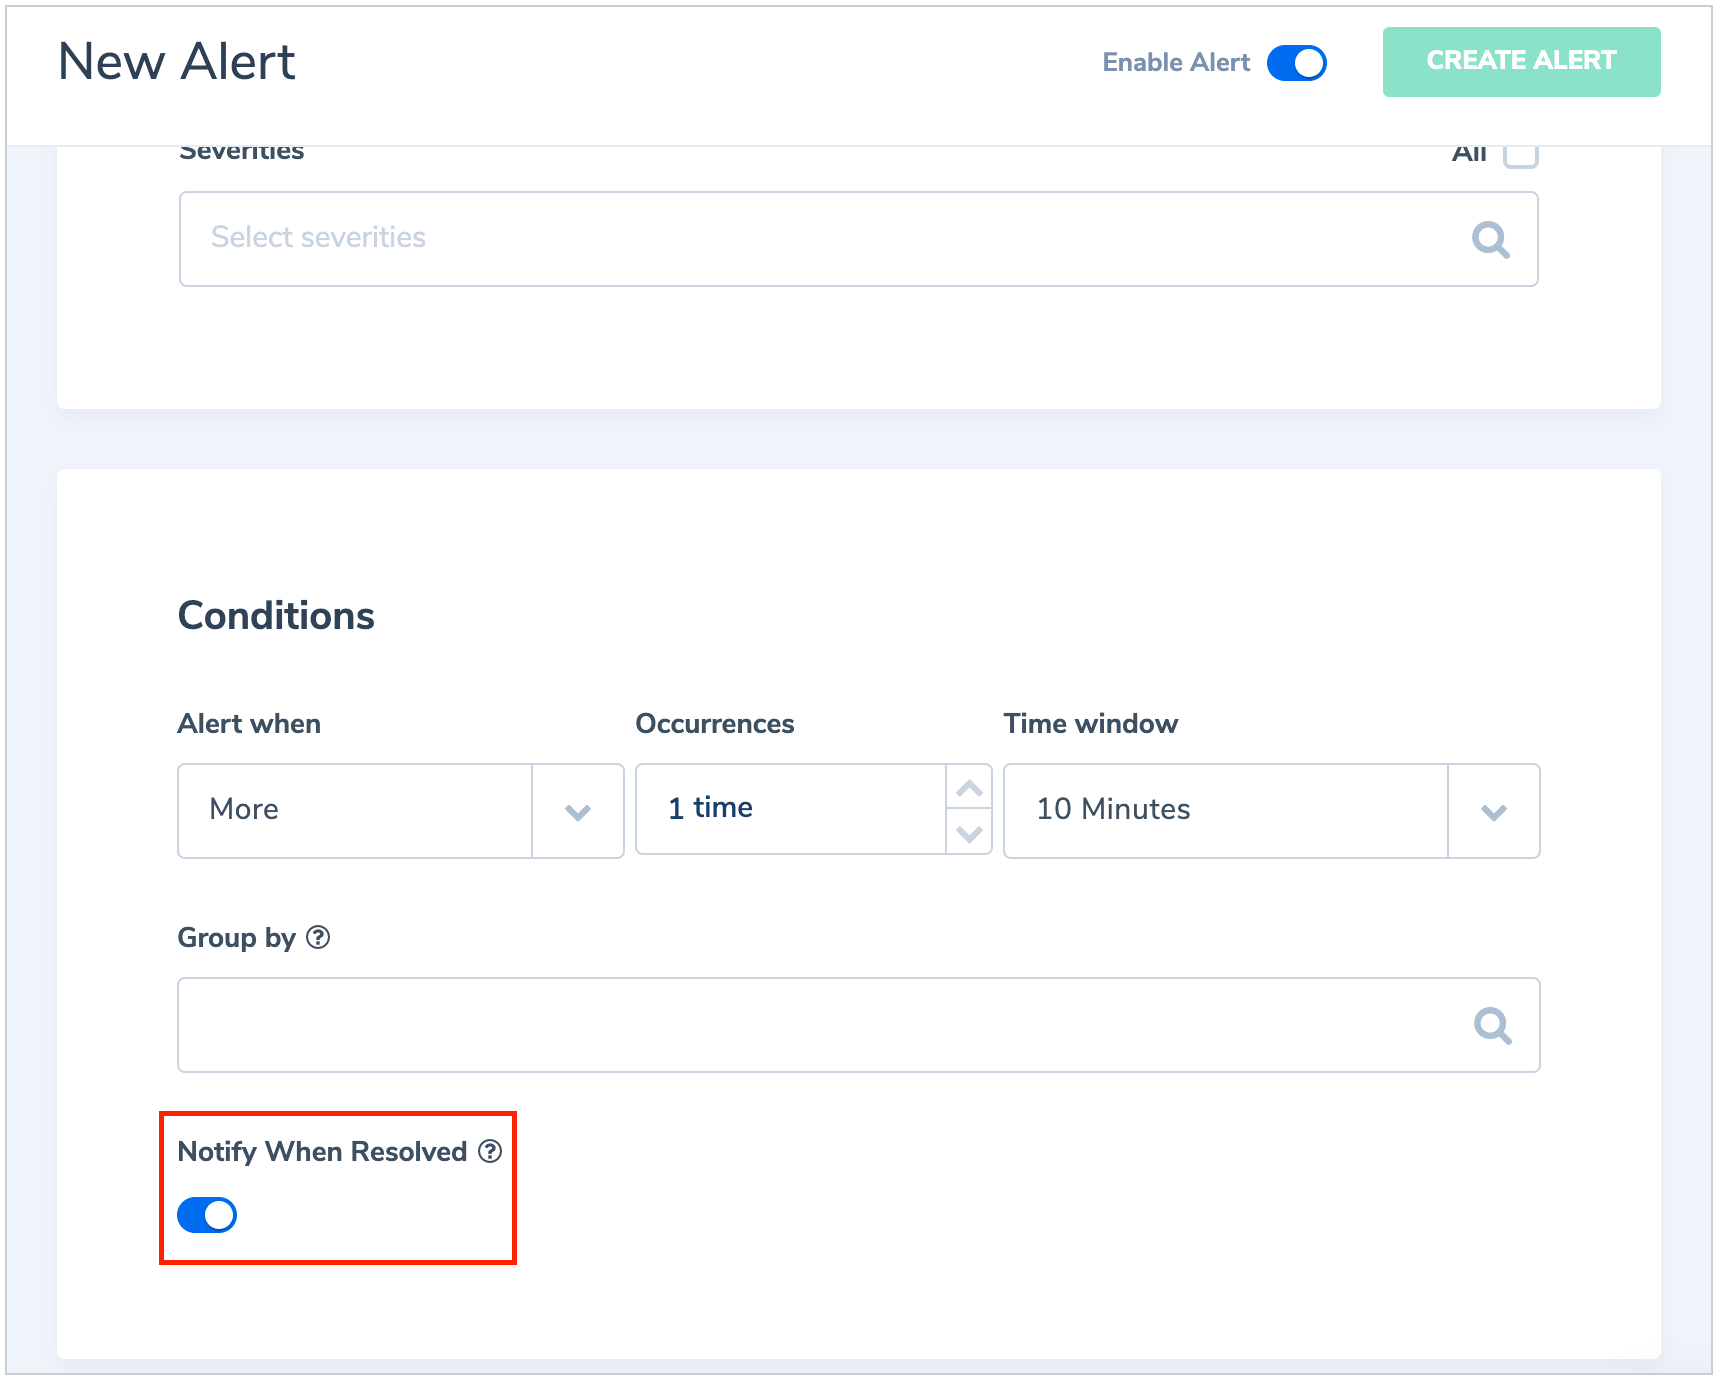 New Alert
Enable Alert
CREATE ALERT
Severities
All
Select severities
Conditions
Alert when
Occurrences
Time window
More
1 time
10 Minutes
Group by
Notify When Resolved